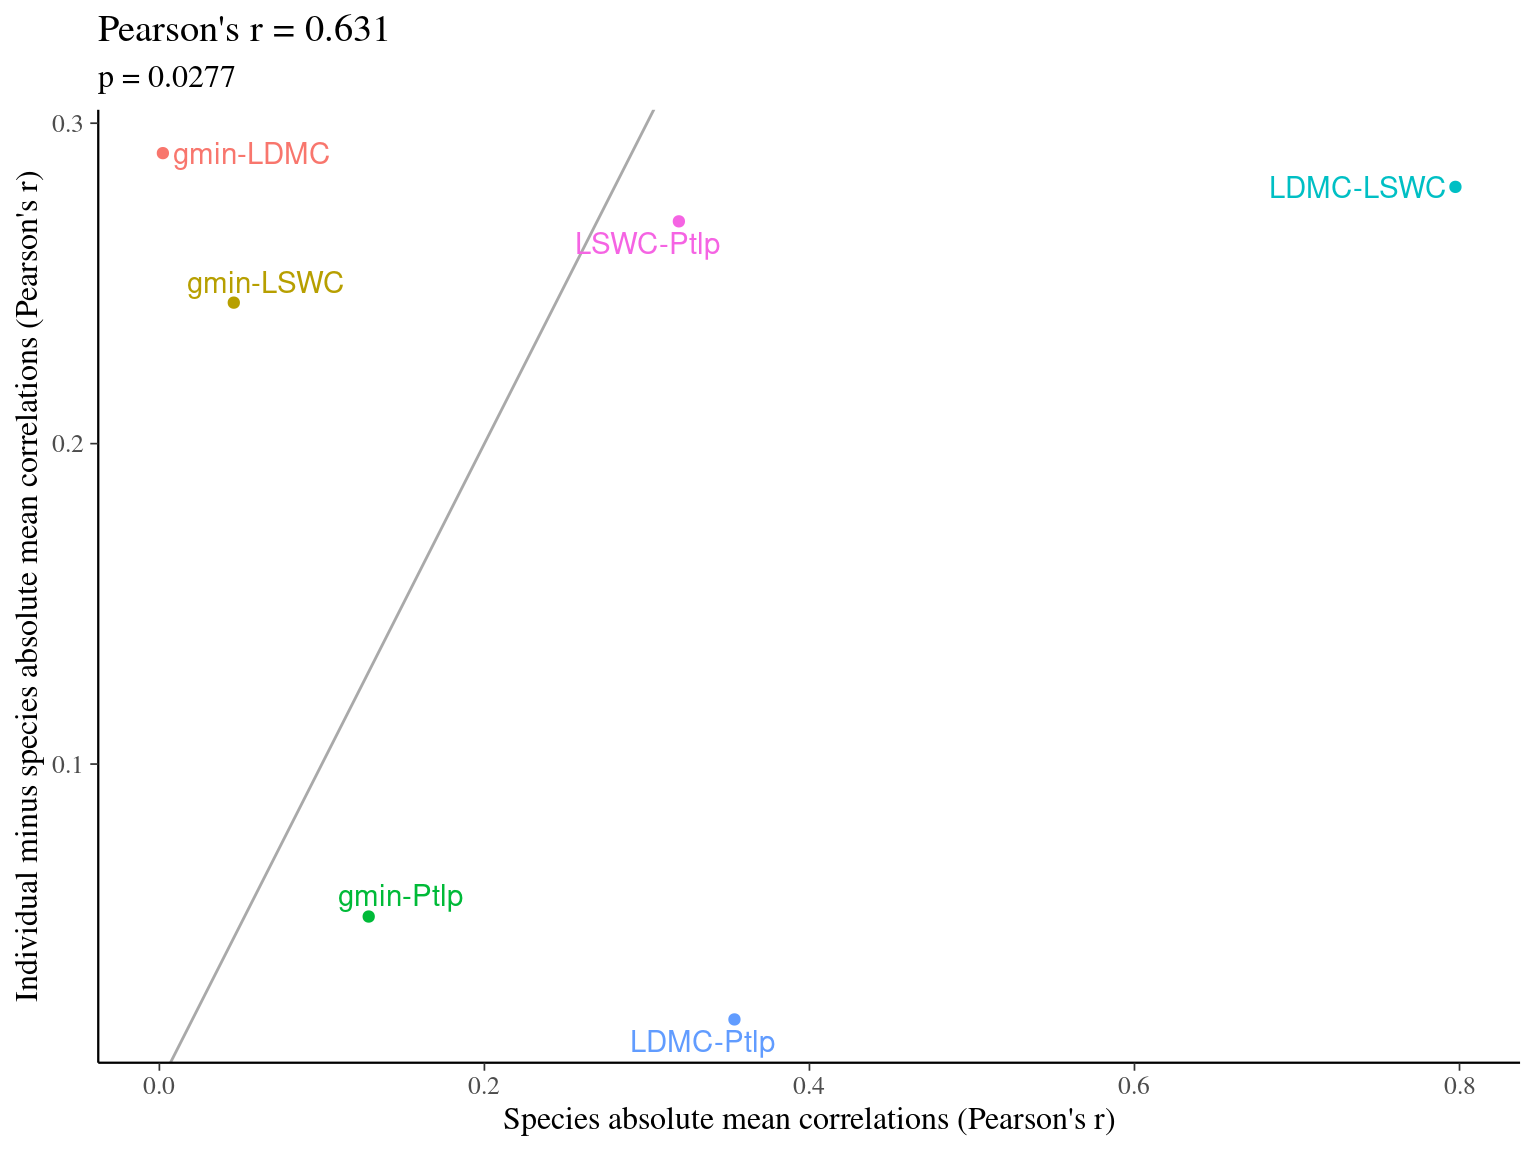 Pearson's r = 0.631
p = 0.0277
Individual minus species absolute mean correlations (Pearson's r)
0.3
0.2
0.1
gmin-LDMC
LDMC-LSWC
LSWC-Ptlp
gmin-LSWC
gmin-Ptlp
LDMC-Ptlp
0.0
0.2
0.4
0.6
0.8
Species absolute mean correlations (Pearson's r)